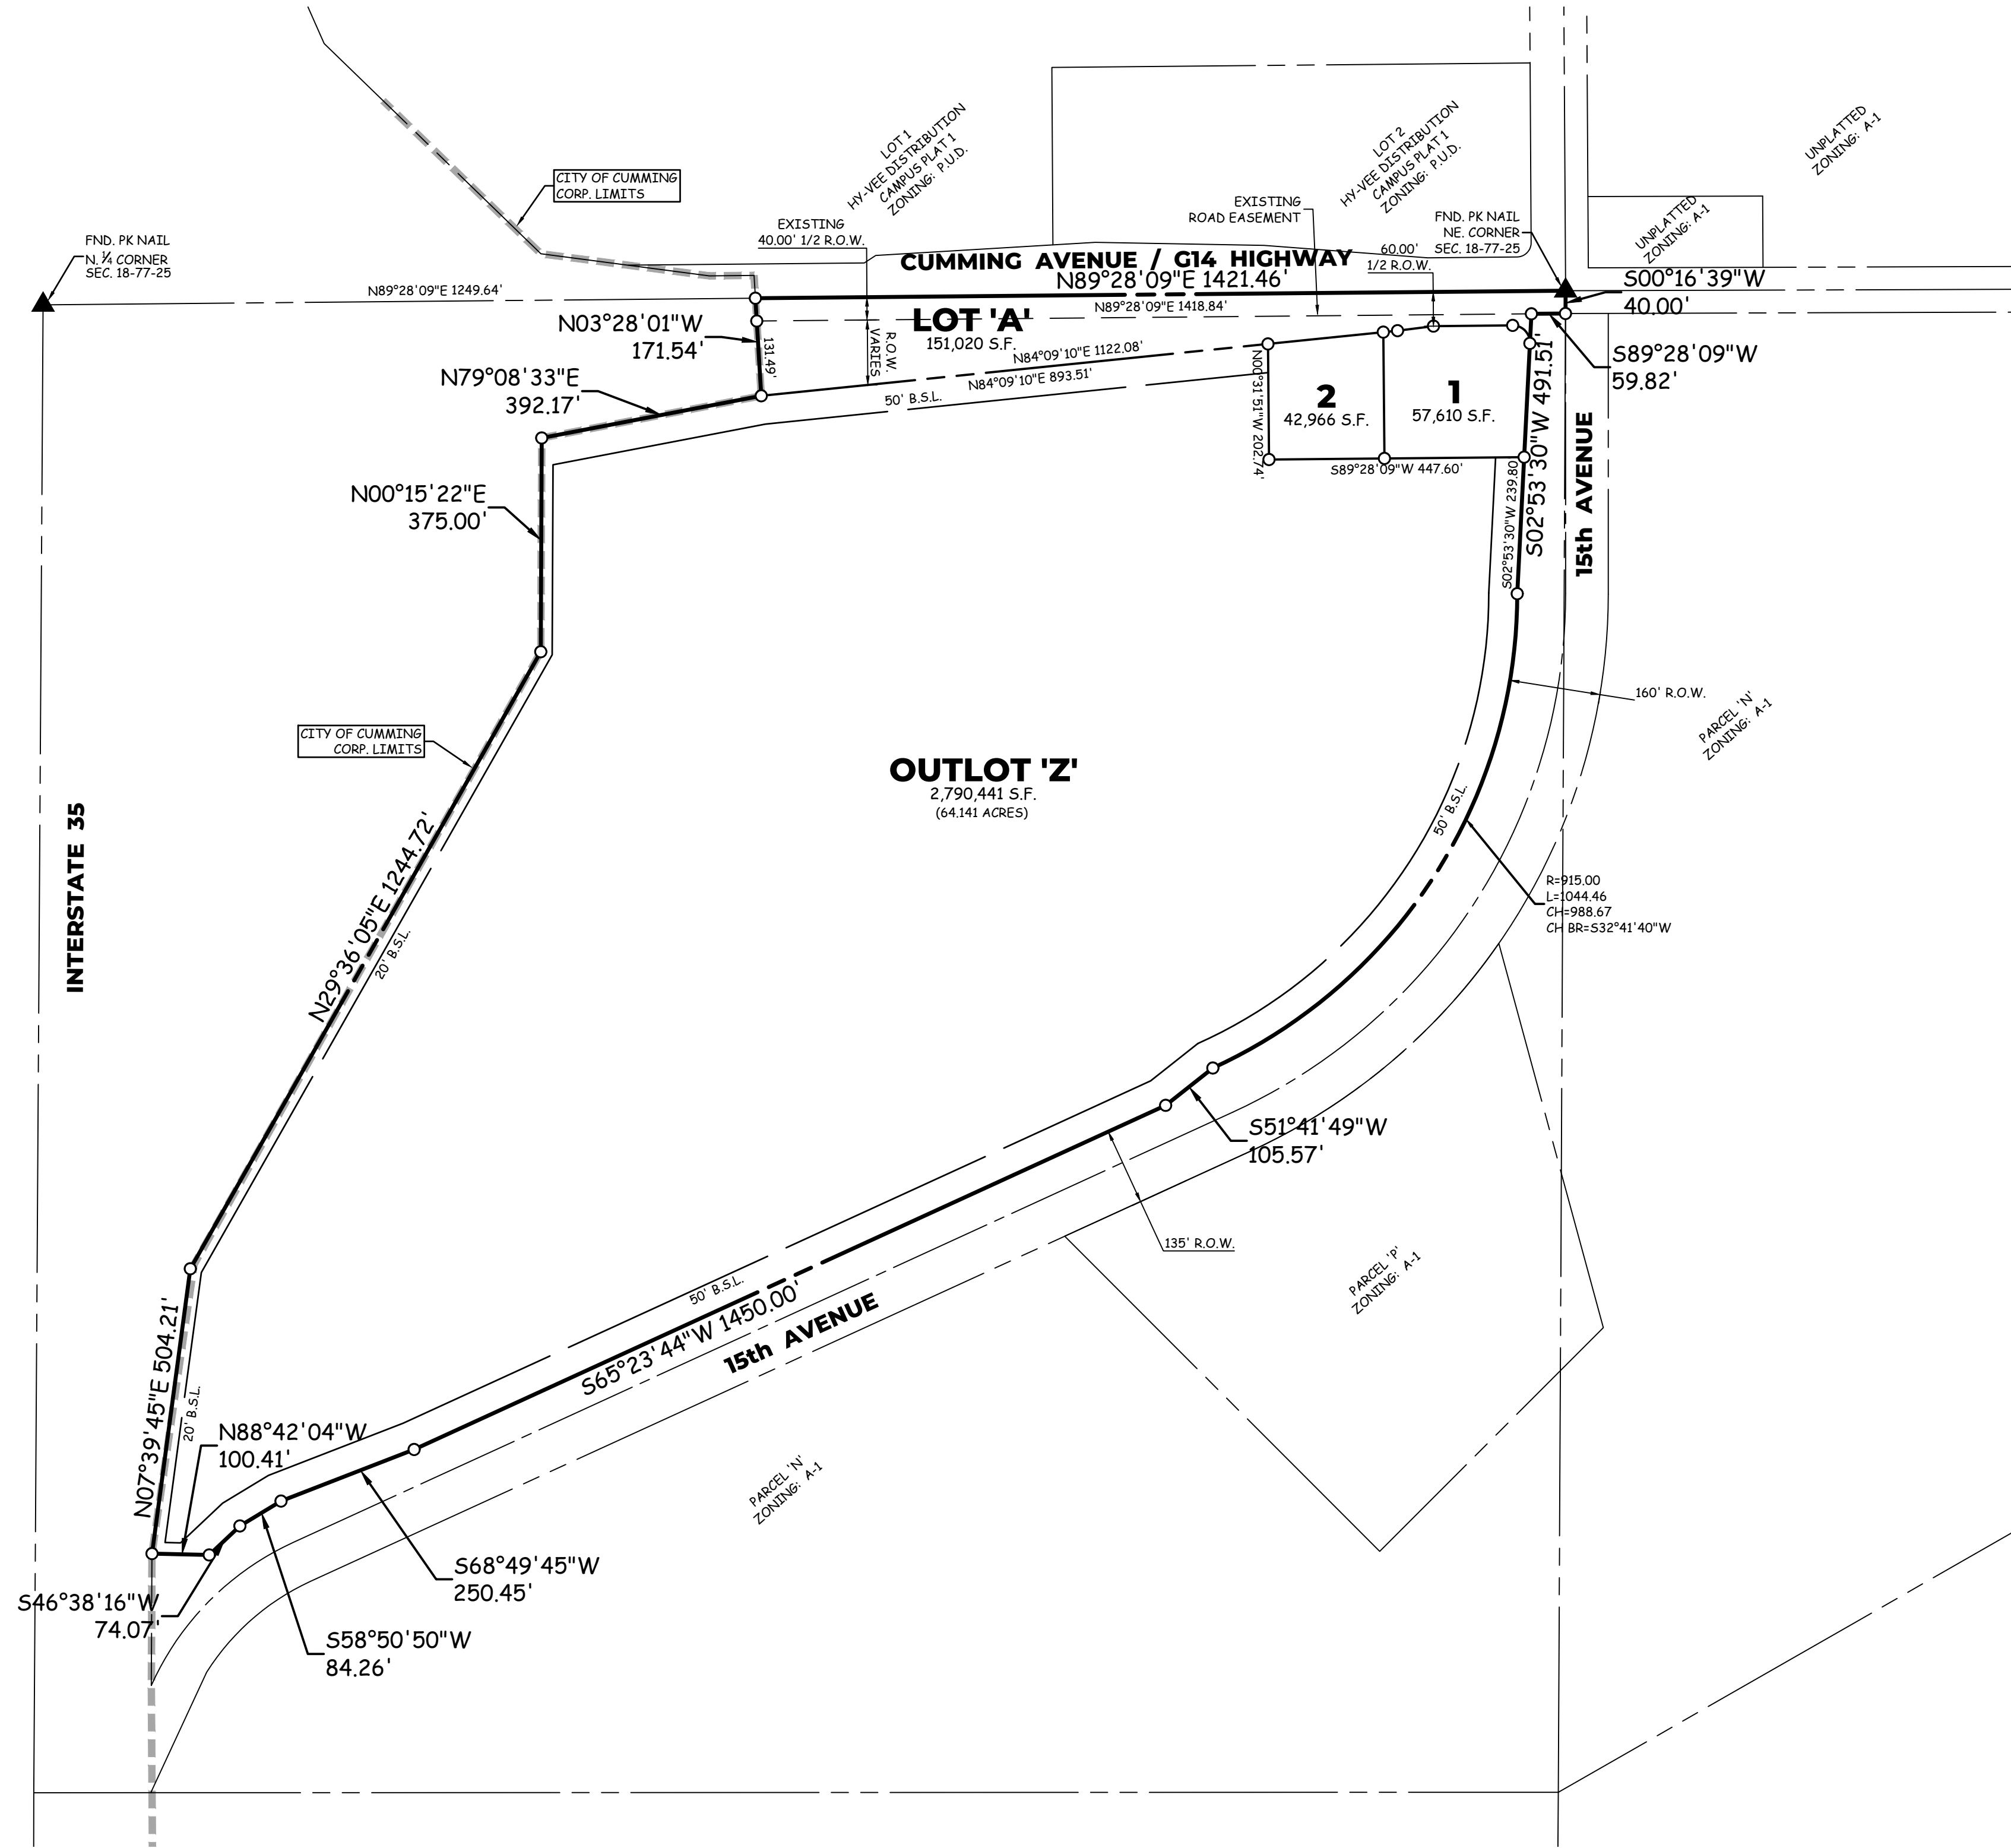 LOT 1
HY-VEE DISTRIBUTION
CAMPUS PLAT 1
ZONING: P.U.D.
LOT 2
HY-VEE DISTRIBUTION
CAMPUS PLAT 1
ZONING: P.U.D.
UNPLATTED
ZONING: A-1
CITY OF CUMMING
CORP. LIMITS
UNPLATTED
ZONING: A-1
EXISTING
40.00' 1/2 R.O.W.
EXISTING
ROAD EASEMENT
FND. PK NAIL
NE. CORNER
SEC. 18-77-25
FND. PK NAIL
N. 1/4 CORNER
SEC. 18-77-25
60.00'
1/2 R.O.W.
CUMMING AVENUE / G14 HIGHWAY
N89°28'09"E 1421.46'
N89°28'09"E 1249.64'
S00°16'39"W
40.00'
N89°28'09"E 1418.84'
LOT 'A'
151,020 S.F.
N03°28'01"W
171.54'
131.49'
R.O.W.
VARIES
S89°28'09"W
59.82'
N84°09'10"E 1122.08'
N84°09'10"E 893.51'
50' B.S.L.
N79°08'33"E
392.17'
N00°31'51"W 202.74'
2
42,966 S.F.
1
57,610 S.F.
S89°28'09"W 447.60'
S02°53'30"W 491.51'
S02°53'30"W 239.80'
15th AVENUE
N00°15'22"E
375.00'
160' R.O.W.
PARCEL 'N'
ZONING: A-1
CITY OF CUMMING
CORP. LIMITS
OUTLOT 'Z'
2,790,441 S.F.
(64.141 ACRES)
50' B.S.L.
R=915.00
L=1044.46
CH=988.67
CH BR=S32°41'40"W
INTERSTATE 35
N29°36'05"E 1244.72'
20' B.S.L.
S51°41'49"W
105.57'
135' R.O.W.
PARCEL 'P'
ZONING: A-1
50' B.S.L.
S65°23'44"W 1450.00'
15th AVENUE
N07°39'45"E 504.21'
20' B.S.L.
N88°42'04"W
100.41'
PARCEL 'N'
ZONING: A-1
S68°49'45"W
250.45'
S46°38'16"W
74.07'
S58°50'50"W
84.26'